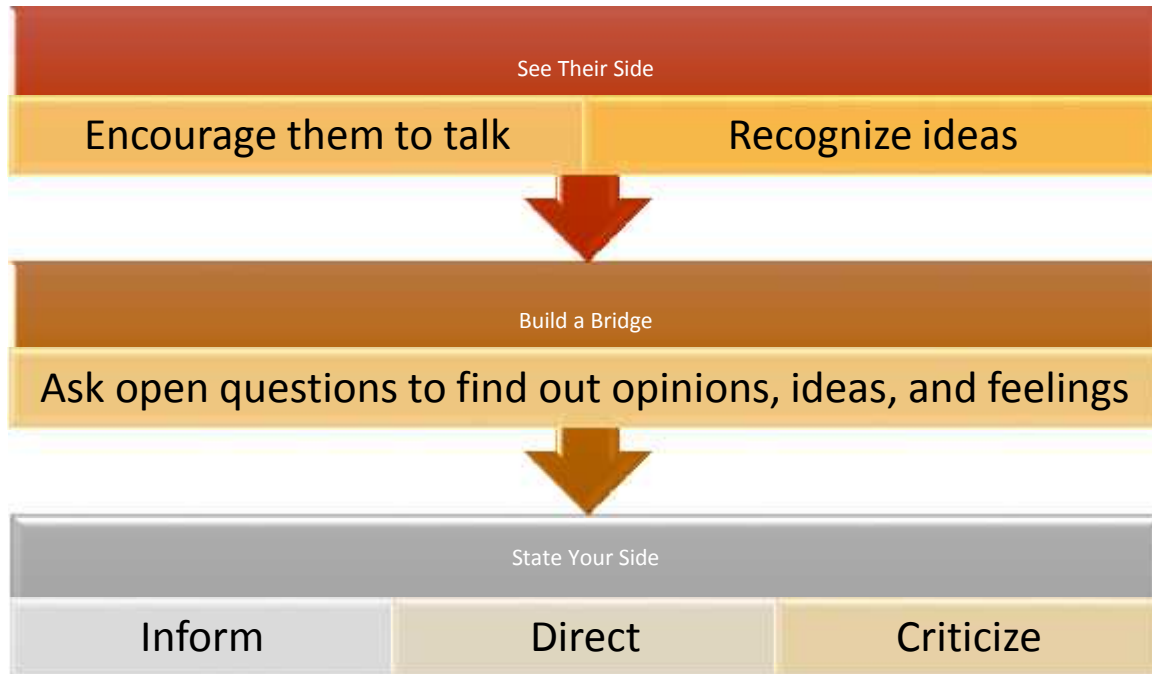 See Their Side
Encourage them to talk
Recognize ideas
Build a Bridge
Ask open questions to find out opinions, ideas, and feelings
State Your Side
Inform
Direct
Criticize